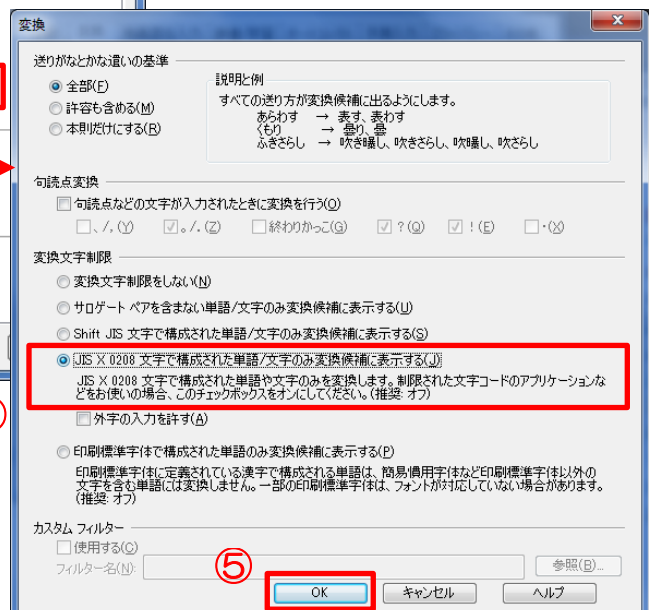 変換
送りがなとかな遣いの基準
全部(F)
許容も含める(M)
本則だけにする(R)
説明と例
すべての送り方が変換候補に出るようにします。
あらわす → 表す、表わす
くもり → 曇り、曇
ふきさらし → 吹き曝し、吹きさらし、吹曝し、吹さらし
句読点変換
句読点などの文字が入力されたときに変換を行う(O)
、/,(Y) 。/.(Z) 終わりかっこ(G) ?(Q) !(E) ・(X)
変換文字制限
変換文字制限をしない(N)
サロゲート ペアを含まない単語/文字のみ変換候補に表示する(U)
Shift JIS 文字で構成された単語/文字のみ変換候補に表示する(S)
JIS X 0208 文字で構成された単語/文字のみ変換候補に表示する(J)
JIS X 0208 文字で構成された単語や文字のみを変換します。制限された文字コードのアプリケーションな
どをお使いの場合、このチェックボックスをオンにしてください。(推奨: オフ)
外字の入力を許す(A)
印刷標準字体で構成された単語のみ変換候補に表示する(P)
印刷標準字体に定義されている漢字で構成される単語は、簡易慣用字体など印刷標準字体以外の
文字を含む単語には変換しません。一部の印刷標準字体は、フォントが対応していない場合があります。
(推奨: オフ)
カスタム フィルター
使用する(C)
フィルター名(N): 参照(B)...
⑤
OK キャンセル ヘルプ